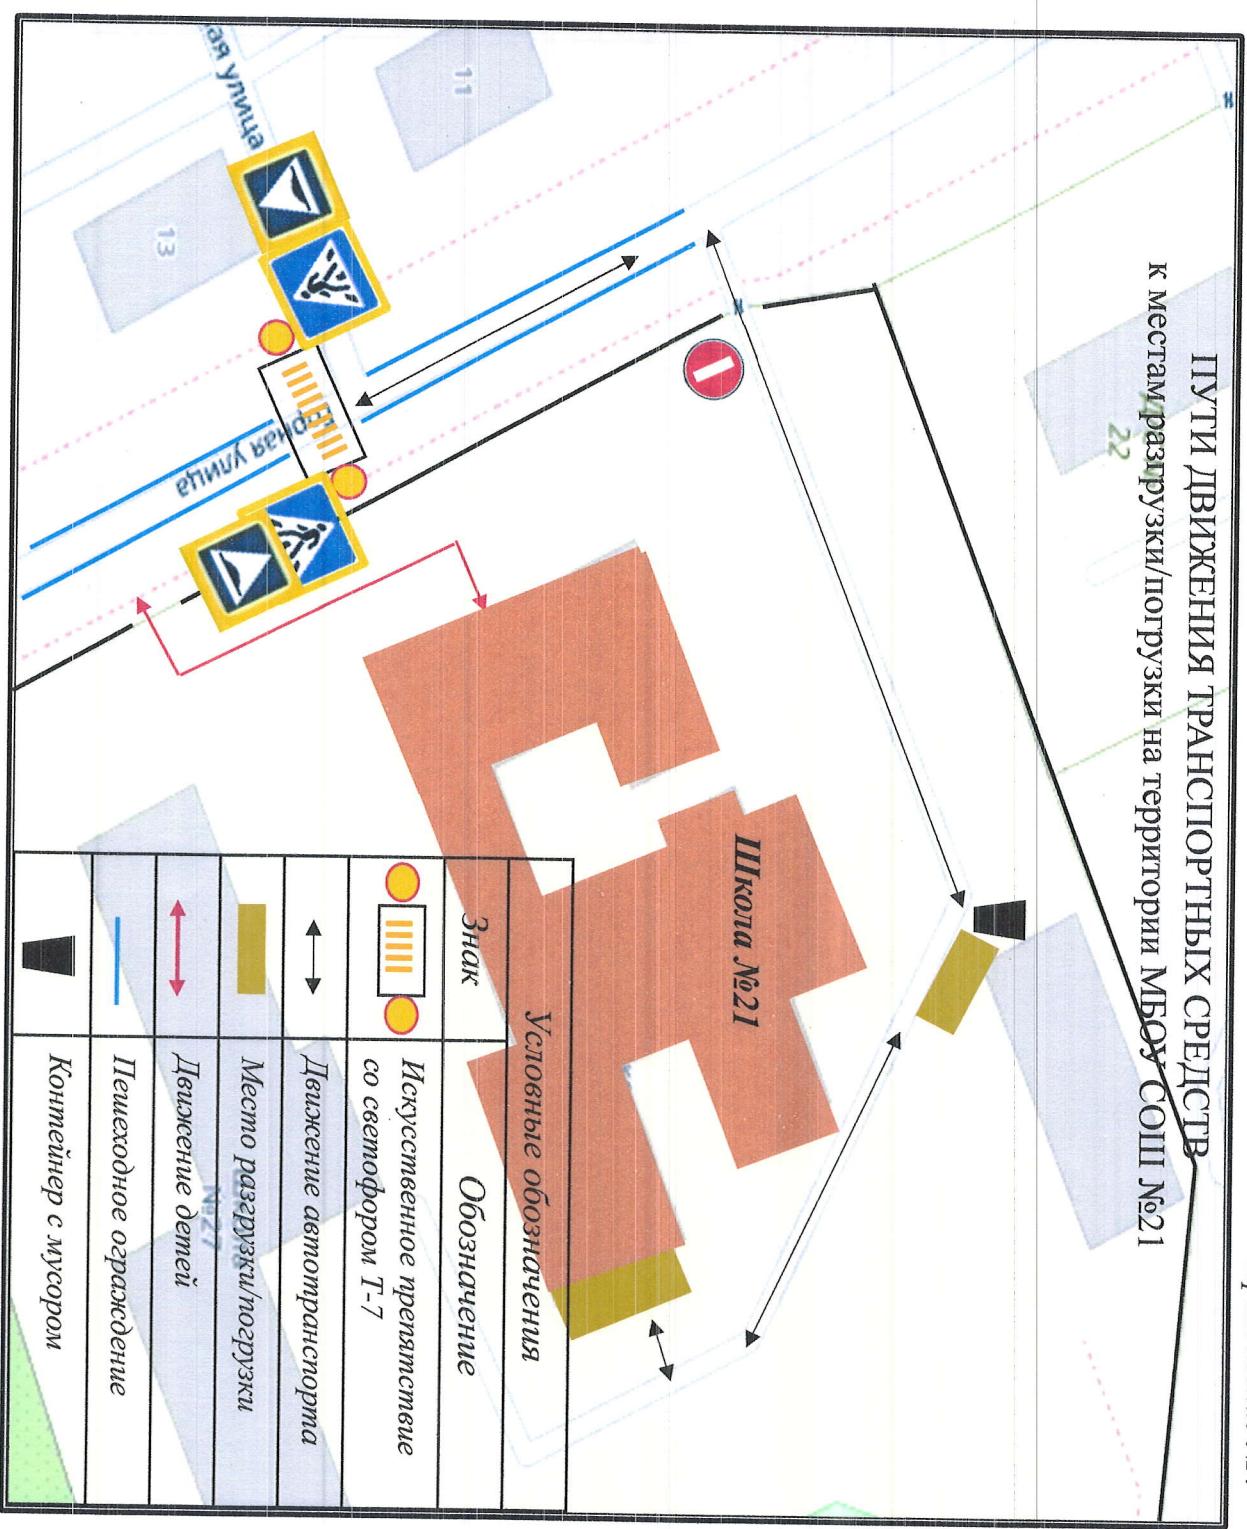 ПУТИ ДВИЖЕНИЯ ТРАНСПОРТНЫХ СРЕДСТВ
к местам разгрузки/погрузки на территории МБОУ СОШ №21
22
11
13
ая улица
Горная улица
Школа №21
№27
Условные обозначения
Знак
Обозначение
Искусственное препятствие
со светофором Т-7
Движение автотранспорта
Место разгрузки/погрузки
Движение детей
Пешеходное ограждение
Контейнер с мусором